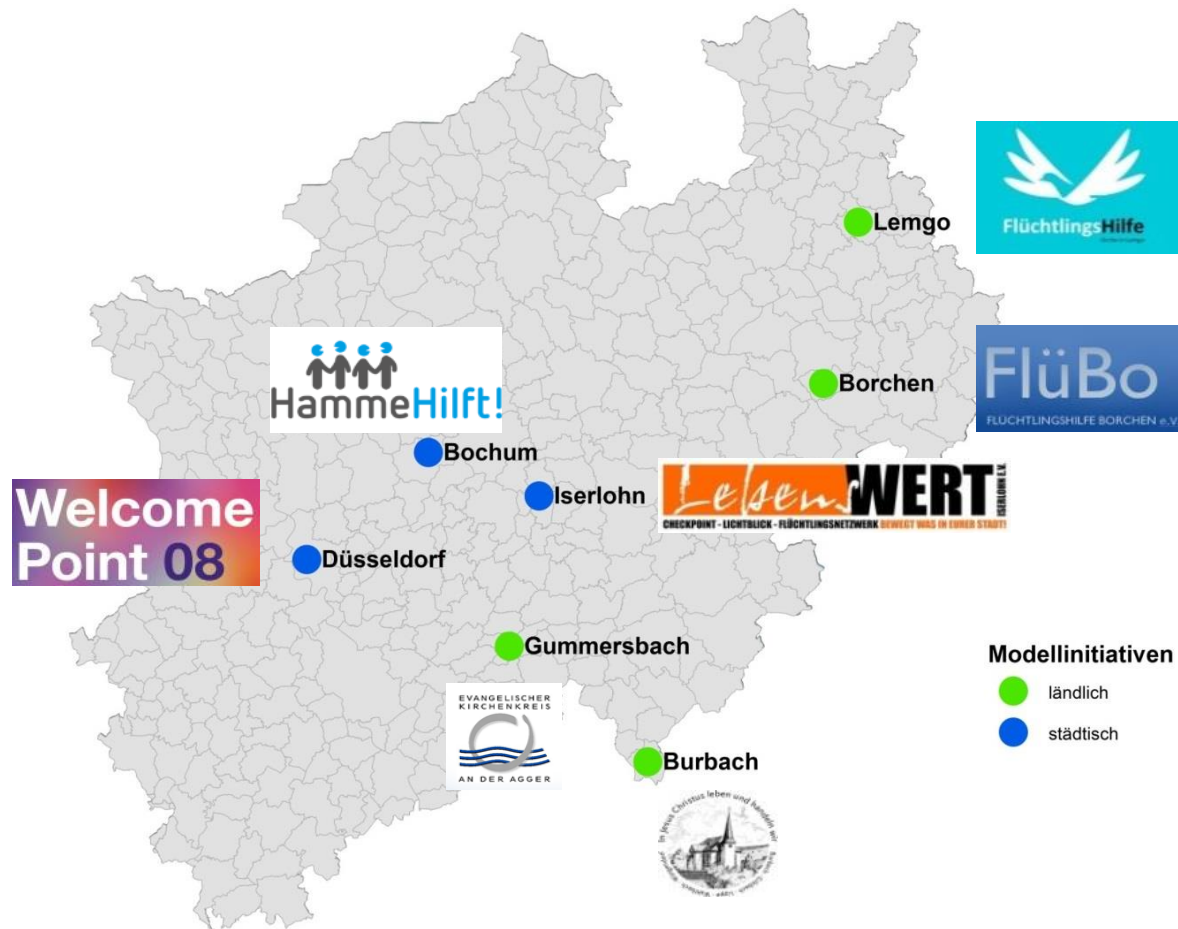 FlüchtlingsHilfe
Lemgo
HammeHilft!
FlüBo
FLÜCHTLINGSHILFE BORCHEN e.V
Borchen
Bochum
LebensWERT
ISERLOHN E.V.
CHECKPOINT - LICHTBLICK - FLÜCHTLINGSNETZWERK BEWEGT WAS IN EURER STADT!
Iserlohn
Welcome
Point 08
Düsseldorf
Gummersbach
Modellinitiativen
ländlich
städtisch
EVANGELISCHER
KIRCHENKREIS
AN DER AGGER
Burbach
In Jesus Christus leben und handeln wir